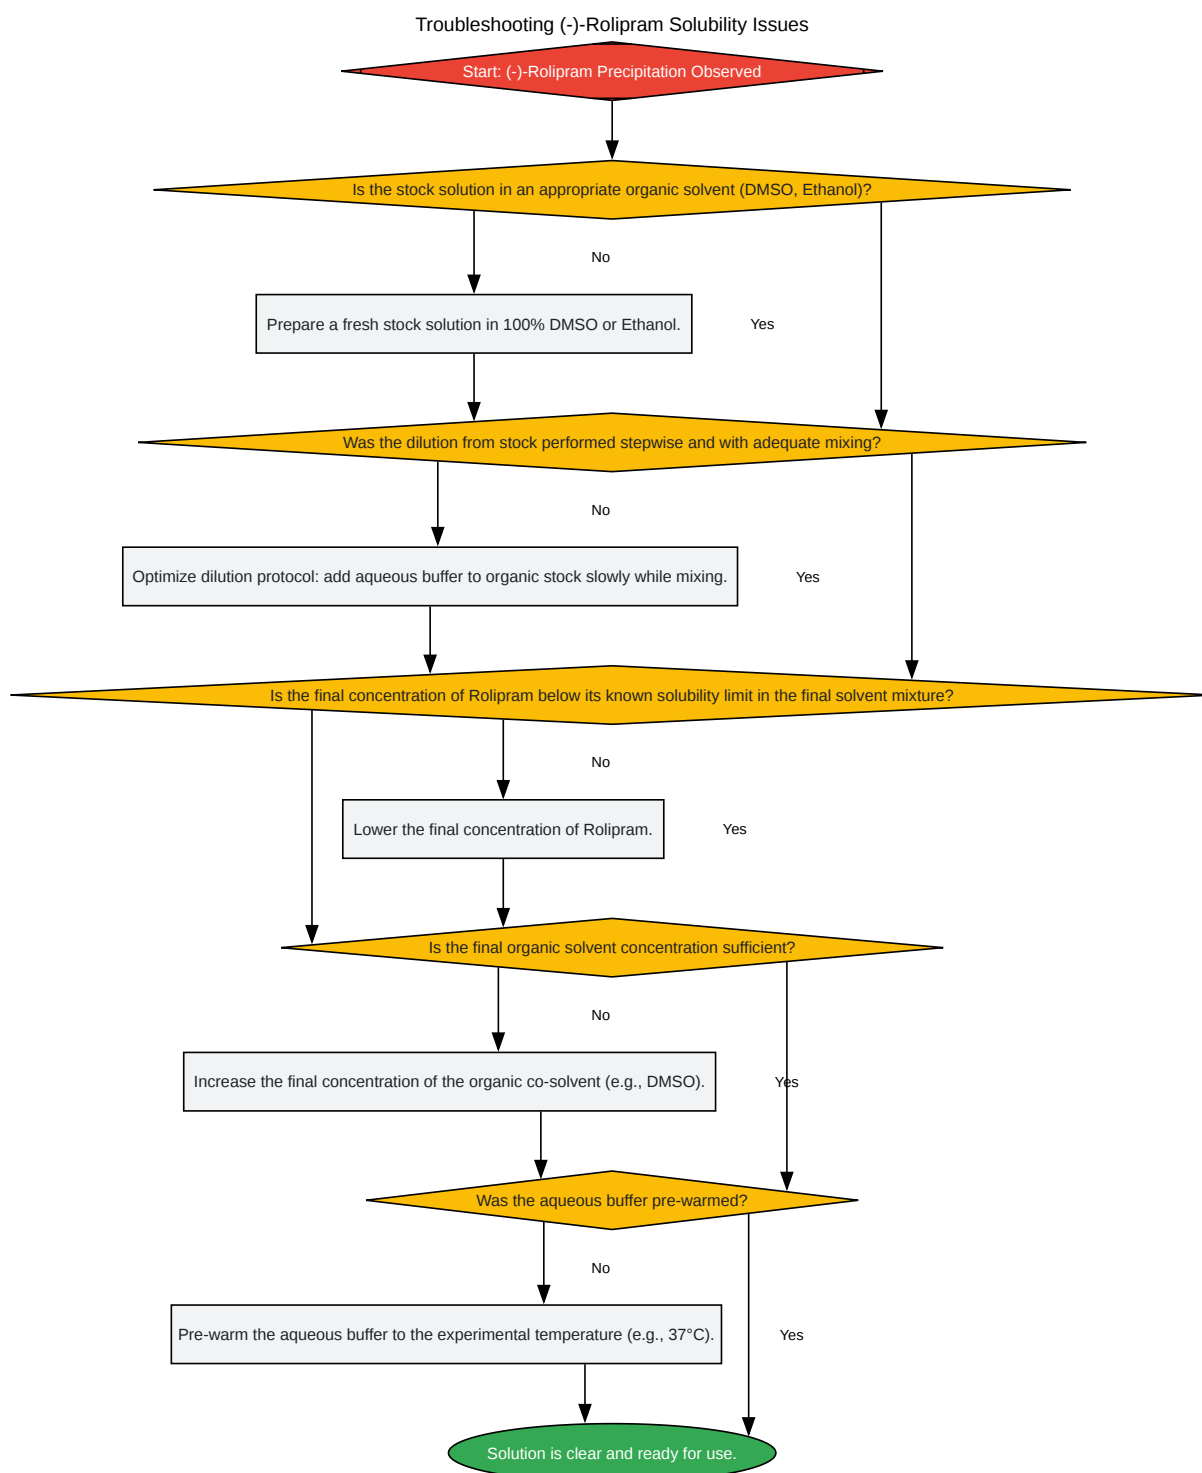 Troubleshooting (-)-Rolipram Solubility Issues
Start: (-)-Rolipram Precipitation Observed
Is the stock solution in an appropriate organic solvent (DMSO, Ethanol)?
No
Prepare a fresh stock solution in 100% DMSO or Ethanol.
Yes
Was the dilution from stock performed stepwise and with adequate mixing?
No
Optimize dilution protocol: add aqueous buffer to organic stock slowly while mixing.
Yes
Is the final concentration of Rolipram below its known solubility limit in the final solvent mixture?
No
Lower the final concentration of Rolipram.
Yes
Is the final organic solvent concentration sufficient?
No
Increase the final concentration of the organic co-solvent (e.g., DMSO).
Yes
Was the aqueous buffer pre-warmed?
No
Pre-warm the aqueous buffer to the experimental temperature (e.g., 37°C).
Yes
Solution is clear and ready for use.